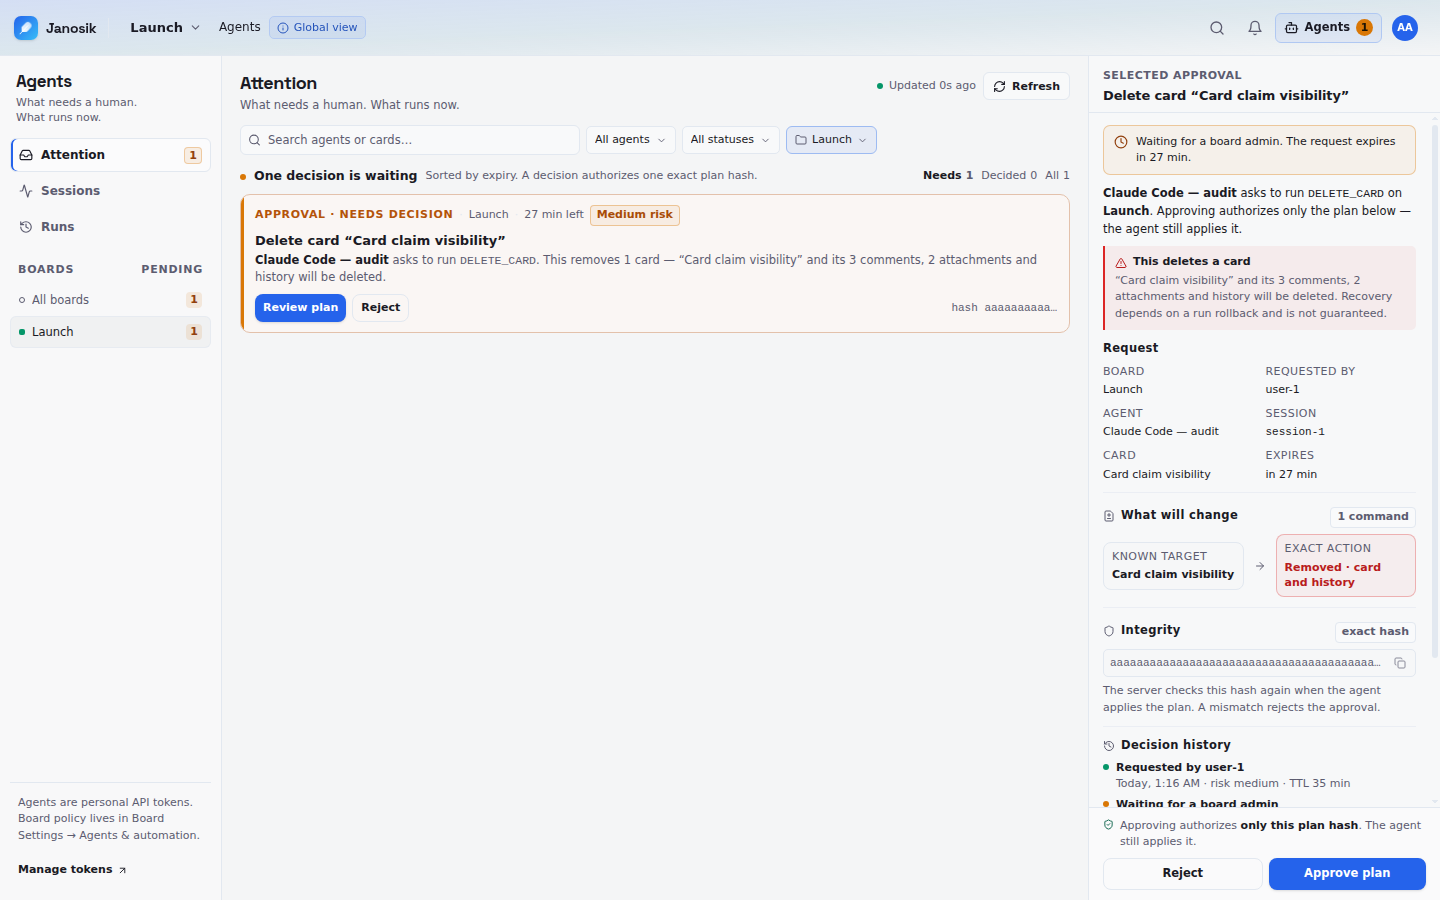 Janosik
Launch
Agents
Global view
Agents 1
AA
Agents
What needs a human.
What runs now.
Attention 1
Sessions
Runs
BOARDS PENDING
All boards 1
Launch 1
Agents are personal API tokens.
Board policy lives in Board
Settings → Agents & automation.
Manage tokens
Attention
What needs a human. What runs now.
Updated 0s ago
Refresh
Search agents or cards...
All agents
All statuses
Launch
One decision is waiting Sorted by expiry. A decision authorizes one exact plan hash.
Needs 1 Decided 0 All 1
APPROVAL · NEEDS DECISION Launch 27 min left Medium risk
Delete card “Card claim visibility”
Claude Code — audit asks to run DELETE_CARD. This removes 1 card — “Card claim visibility” and its 3 comments, 2 attachments and
history will be deleted.
Review plan
Reject
hash aaaaaaaaaa…
SELECTED APPROVAL
Delete card “Card claim visibility”
Waiting for a board admin. The request expires
in 27 min.
Claude Code — audit asks to run DELETE_CARD on
Launch. Approving authorizes only the plan below —
the agent still applies it.
This deletes a card
“Card claim visibility” and its 3 comments, 2
attachments and history will be deleted. Recovery
depends on a run rollback and is not guaranteed.
Request
BOARD REQUESTED BY
Launch user-1
AGENT SESSION
Claude Code — audit session-1
CARD EXPIRES
Card claim visibility in 27 min
What will change 1 command
KNOWN TARGET
Card claim visibility
→
EXACT ACTION
Removed · card
and history
Integrity exact hash
aaaaaaaaaaaaaaaaaaaaaaaaaaaaaaaaaaaaaaaaa…
The server checks this hash again when the agent
applies the plan. A mismatch rejects the approval.
Decision history
Requested by user-1
Today, 1:16 AM · risk medium · TTL 35 min
Waiting for a board admin
Approving authorizes only this plan hash. The agent
still applies it.
Reject
Approve plan